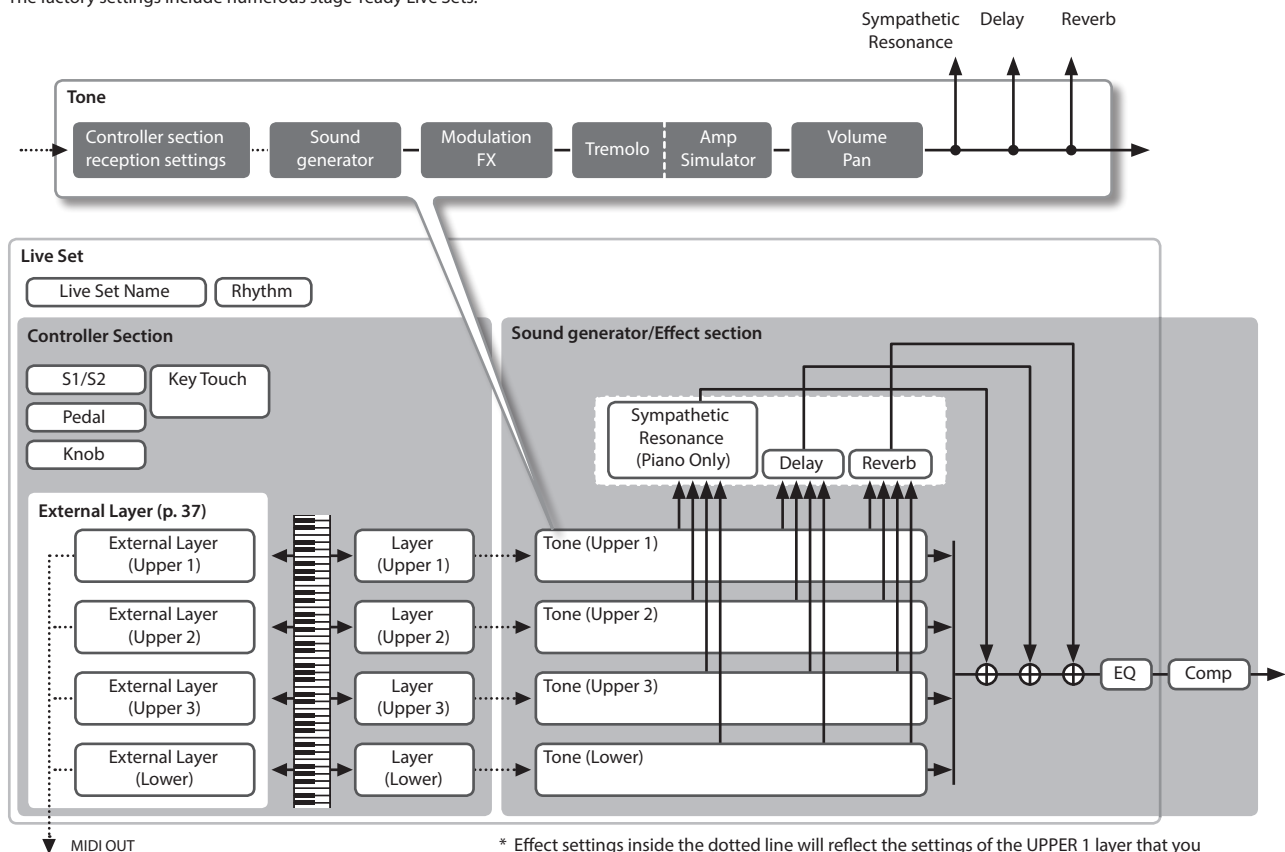 The factory settings include numerous stage-ready Live Sets.
Sympathetic
Resonance
Delay
Reverb
Tone
Controller section
reception settings
Sound
generator
Modulation
FX
Tremolo
Amp
Simulator
Volume
Pan
Live Set
Live Set Name
Rhythm
Controller Section
S1/S2
Key Touch
Pedal
Knob
Sound generator/Effect section
Sympathetic
Resonance
(Piano Only)
Delay
Reverb
External Layer (p. 37)
External Layer
(Upper 1)
Layer
(Upper 1)
Tone (Upper 1)
External Layer
(Upper 2)
Layer
(Upper 2)
Tone (Upper 2)
External Layer
(Upper 3)
Layer
(Upper 3)
Tone (Upper 3)
EQ
Comp
External Layer
(Lower)
Layer
(Lower)
Tone (Lower)
MIDI OUT
* Effect settings inside the dotted line will reflect the settings of the UPPER 1 layer that you